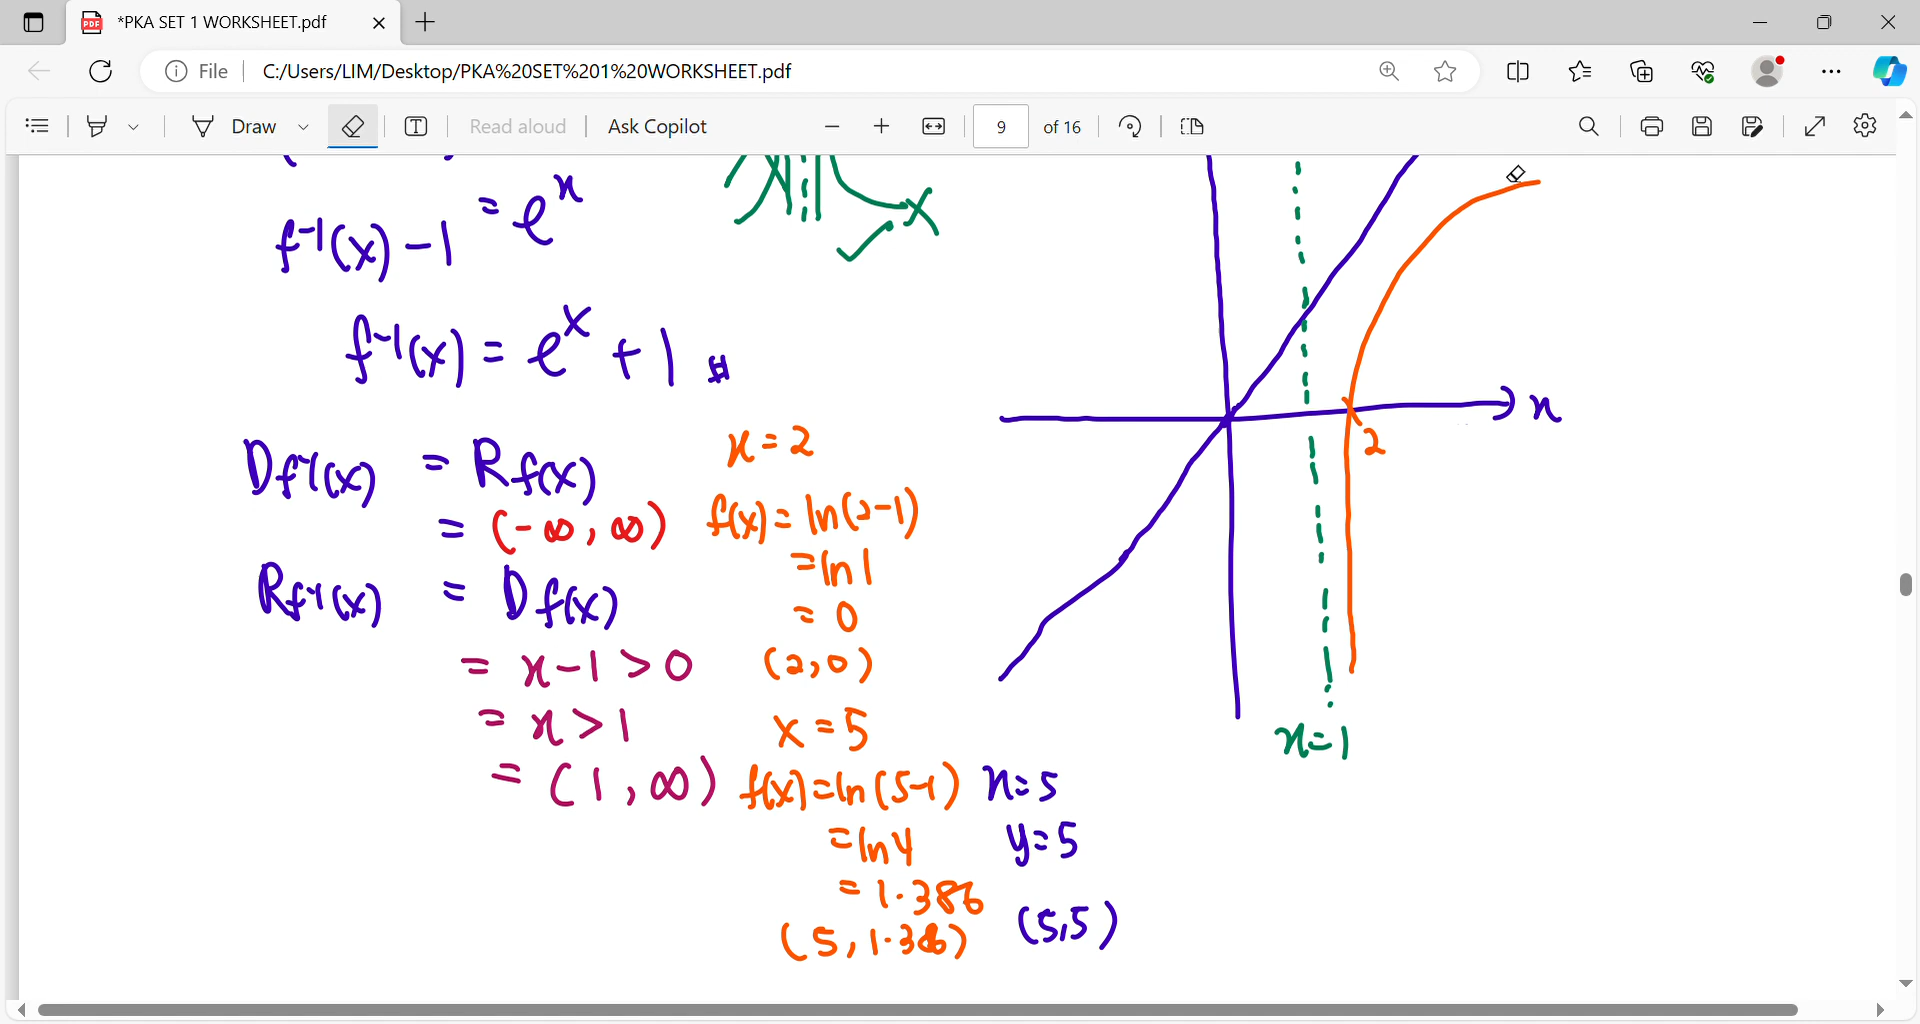 *PKA SET 1 WORKSHEET.pdf
File
C:/Users/LIM/Desktop/PKA%20SET%201%20WORKSHEET.pdf
Draw
Read aloud
Ask Copilot
9 of 16
f⁻¹(x) - 1 = eˣ
f⁻¹(x) = eˣ + 1 #
Df⁻¹(x) = Rf(x)
= (-∞, ∞)
Rf⁻¹(x) = Df(x)
= x-1 > 0
= x > 1
= (1, ∞)
x = 2
f(x) = ln(2-1)
= ln 1
= 0
(2, 0)
x = 5
f(x) = ln(5-1)
= ln 4
= 1.386
(5, 1.386)
x = 5
y = 5
(5,5)
x
2
x = 1